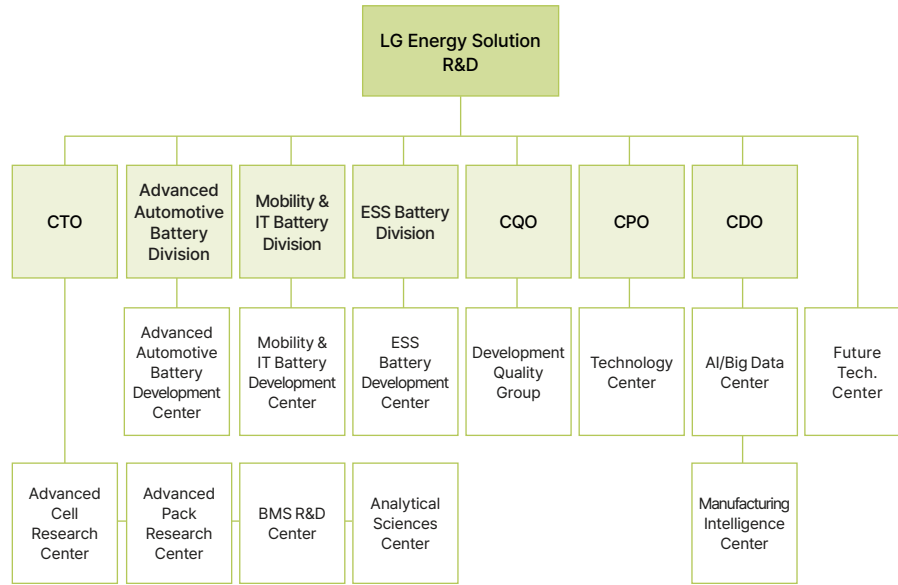 LG Energy Solution
R&D
CTO
Advanced
Automotive
Battery
Division
Mobility &
IT Battery
Division
ESS Battery
Division
CQO
CPO
CDO
Advanced
Automotive
Battery
Development
Center
Mobility &
IT Battery
Development
Center
ESS
Battery
Development
Center
Development
Quality
Group
Technology
Center
AI/Big Data
Center
Future
Tech.
Center
Advanced
Cell
Research
Center
Advanced
Pack
Research
Center
BMS R&D
Center
Analytical
Sciences
Center
Manufacturing
Intelligence
Center